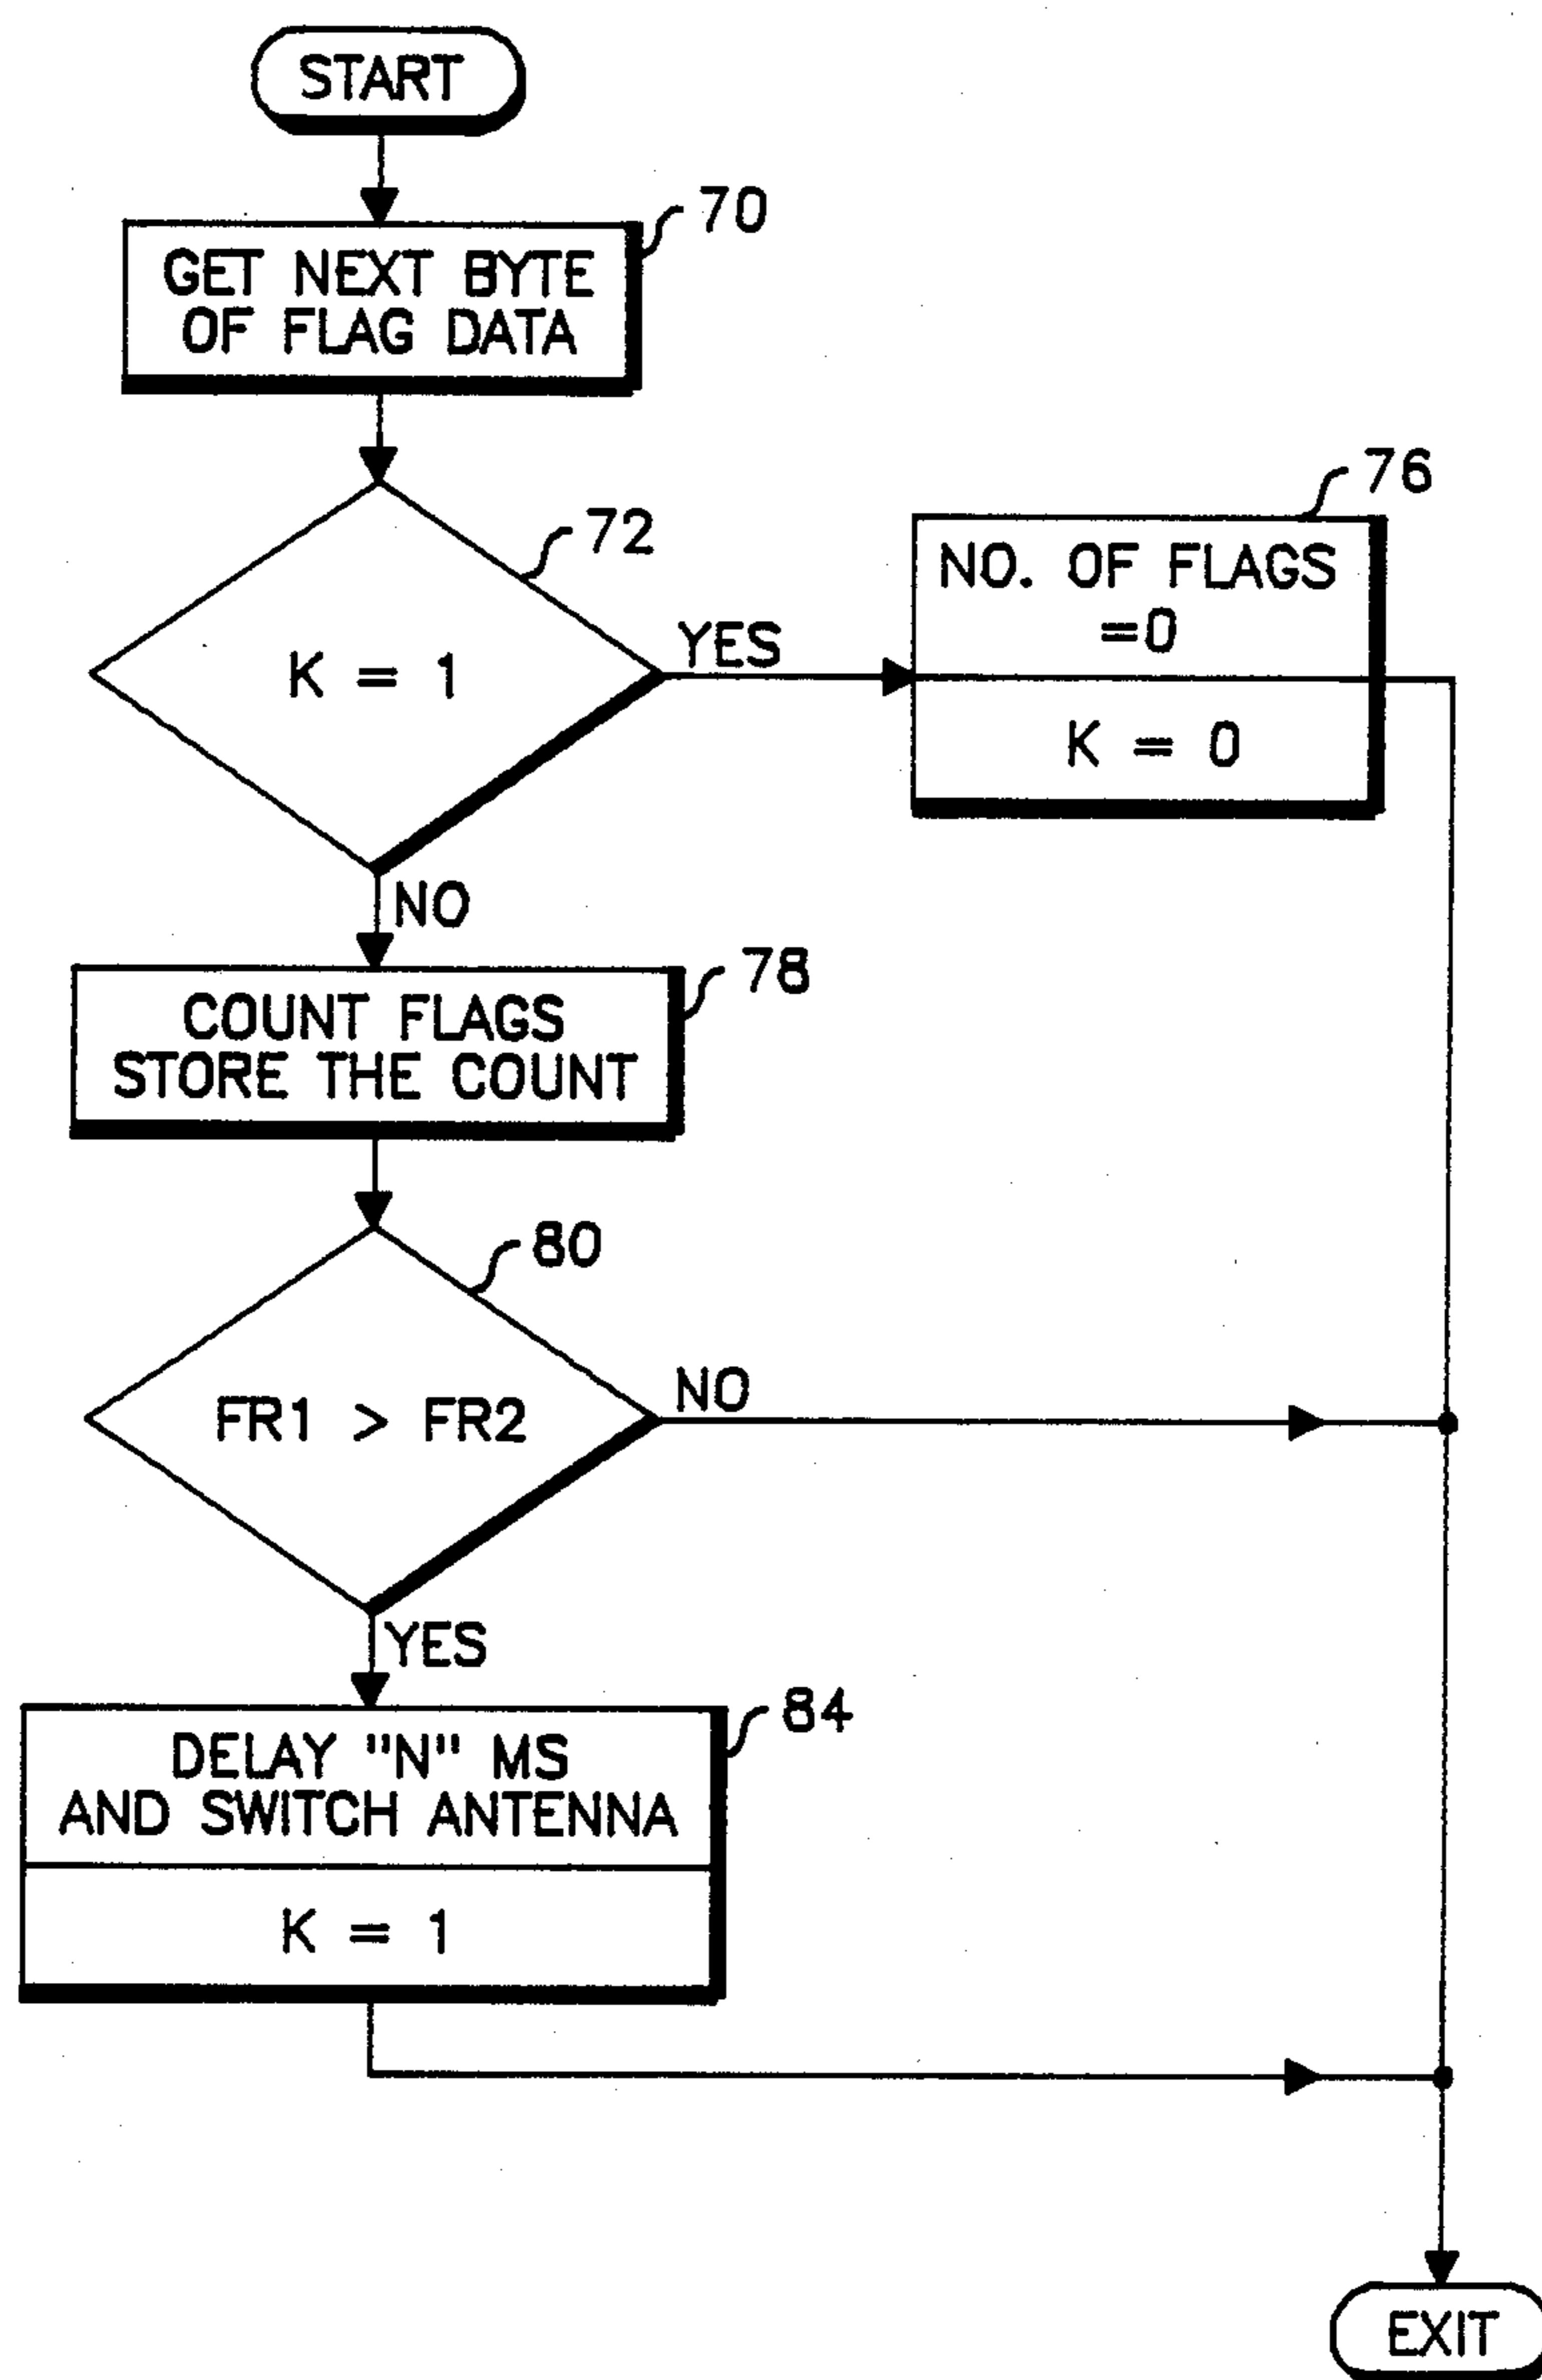 START
70
GET NEXT BYTE
OF FLAG DATA
72
K = 1
YES
76
NO. OF FLAGS
=0
K = 0
NO
78
COUNT FLAGS
STORE THE COUNT
80
FR1 > FR2
NO
YES
84
DELAY "N" MS
AND SWITCH ANTENNA
K = 1
EXIT